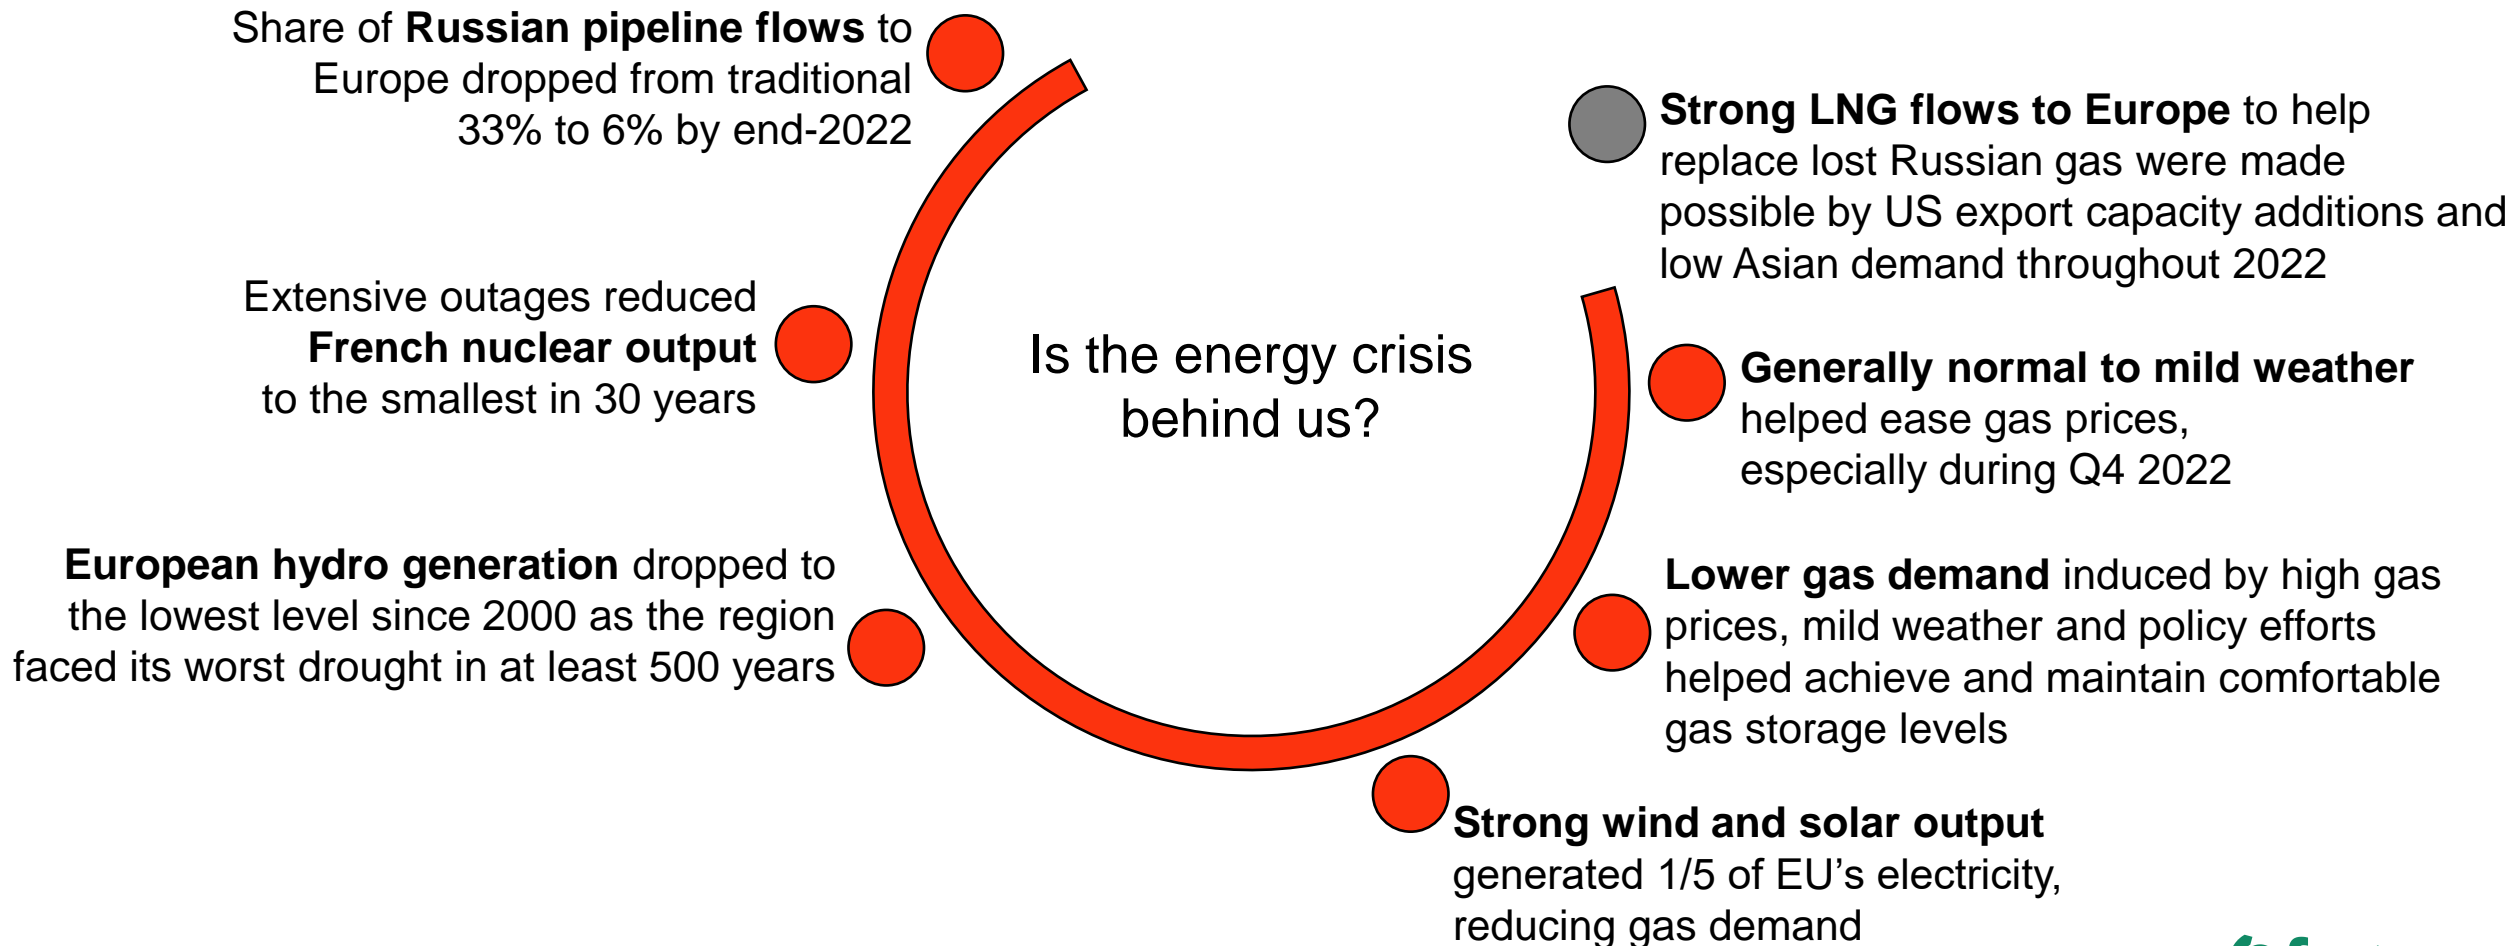 Share of Russian pipeline flows to
Europe dropped from traditional
33% to 6% by end-2022
Extensive outages reduced
French nuclear output
to the smallest in 30 years
European hydro generation dropped to
the lowest level since 2000 as the region
faced its worst drought in at least 500 years
Is the energy crisis
behind us?
Strong LNG flows to Europe to help
replace lost Russian gas were made
possible by US export capacity additions and
low Asian demand throughout 2022
Generally normal to mild weather
helped ease gas prices,
especially during Q4 2022
Lower gas demand induced by high gas
prices, mild weather and policy efforts
helped achieve and maintain comfortable
gas storage levels
Strong wind and solar output
generated 1/5 of EU’s electricity,
reducing gas demand